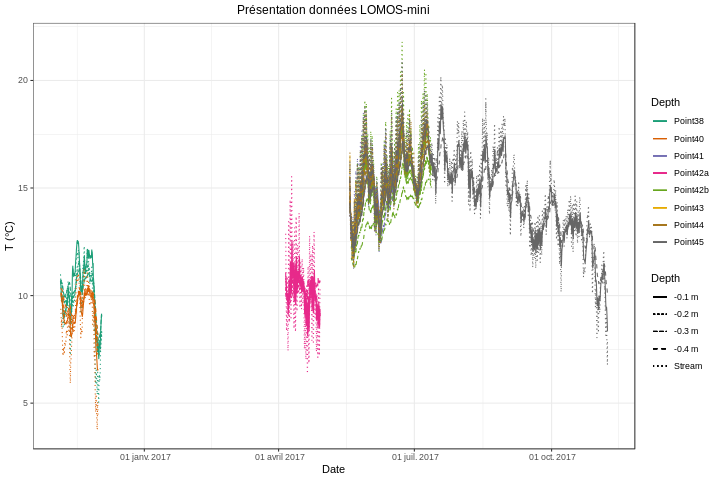 Présentation données LOMOS-mini
T (°C)
20
15
10
5
01 janv. 2017
01 avril 2017
01 juil. 2017
01 oct. 2017
Date
Depth
Point38
Point40
Point41
Point42a
Point42b
Point43
Point44
Point45
Depth
-0.1 m
-0.2 m
-0.3 m
-0.4 m
Stream